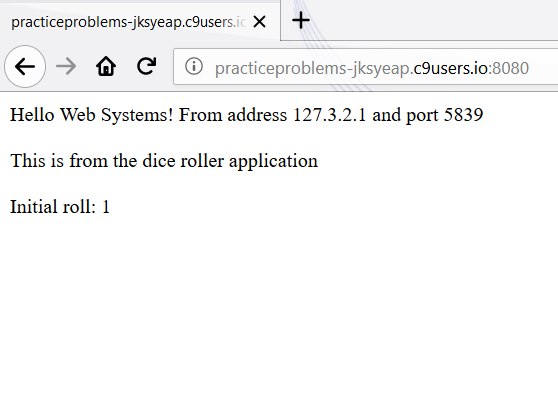 practiceproblems-jksyeap.c9users.io
practiceproblems-jksyeap.c9users.io:8080
Hello Web Systems! From address 127.3.2.1 and port 5839
This is from the dice roller application
Initial roll: 1